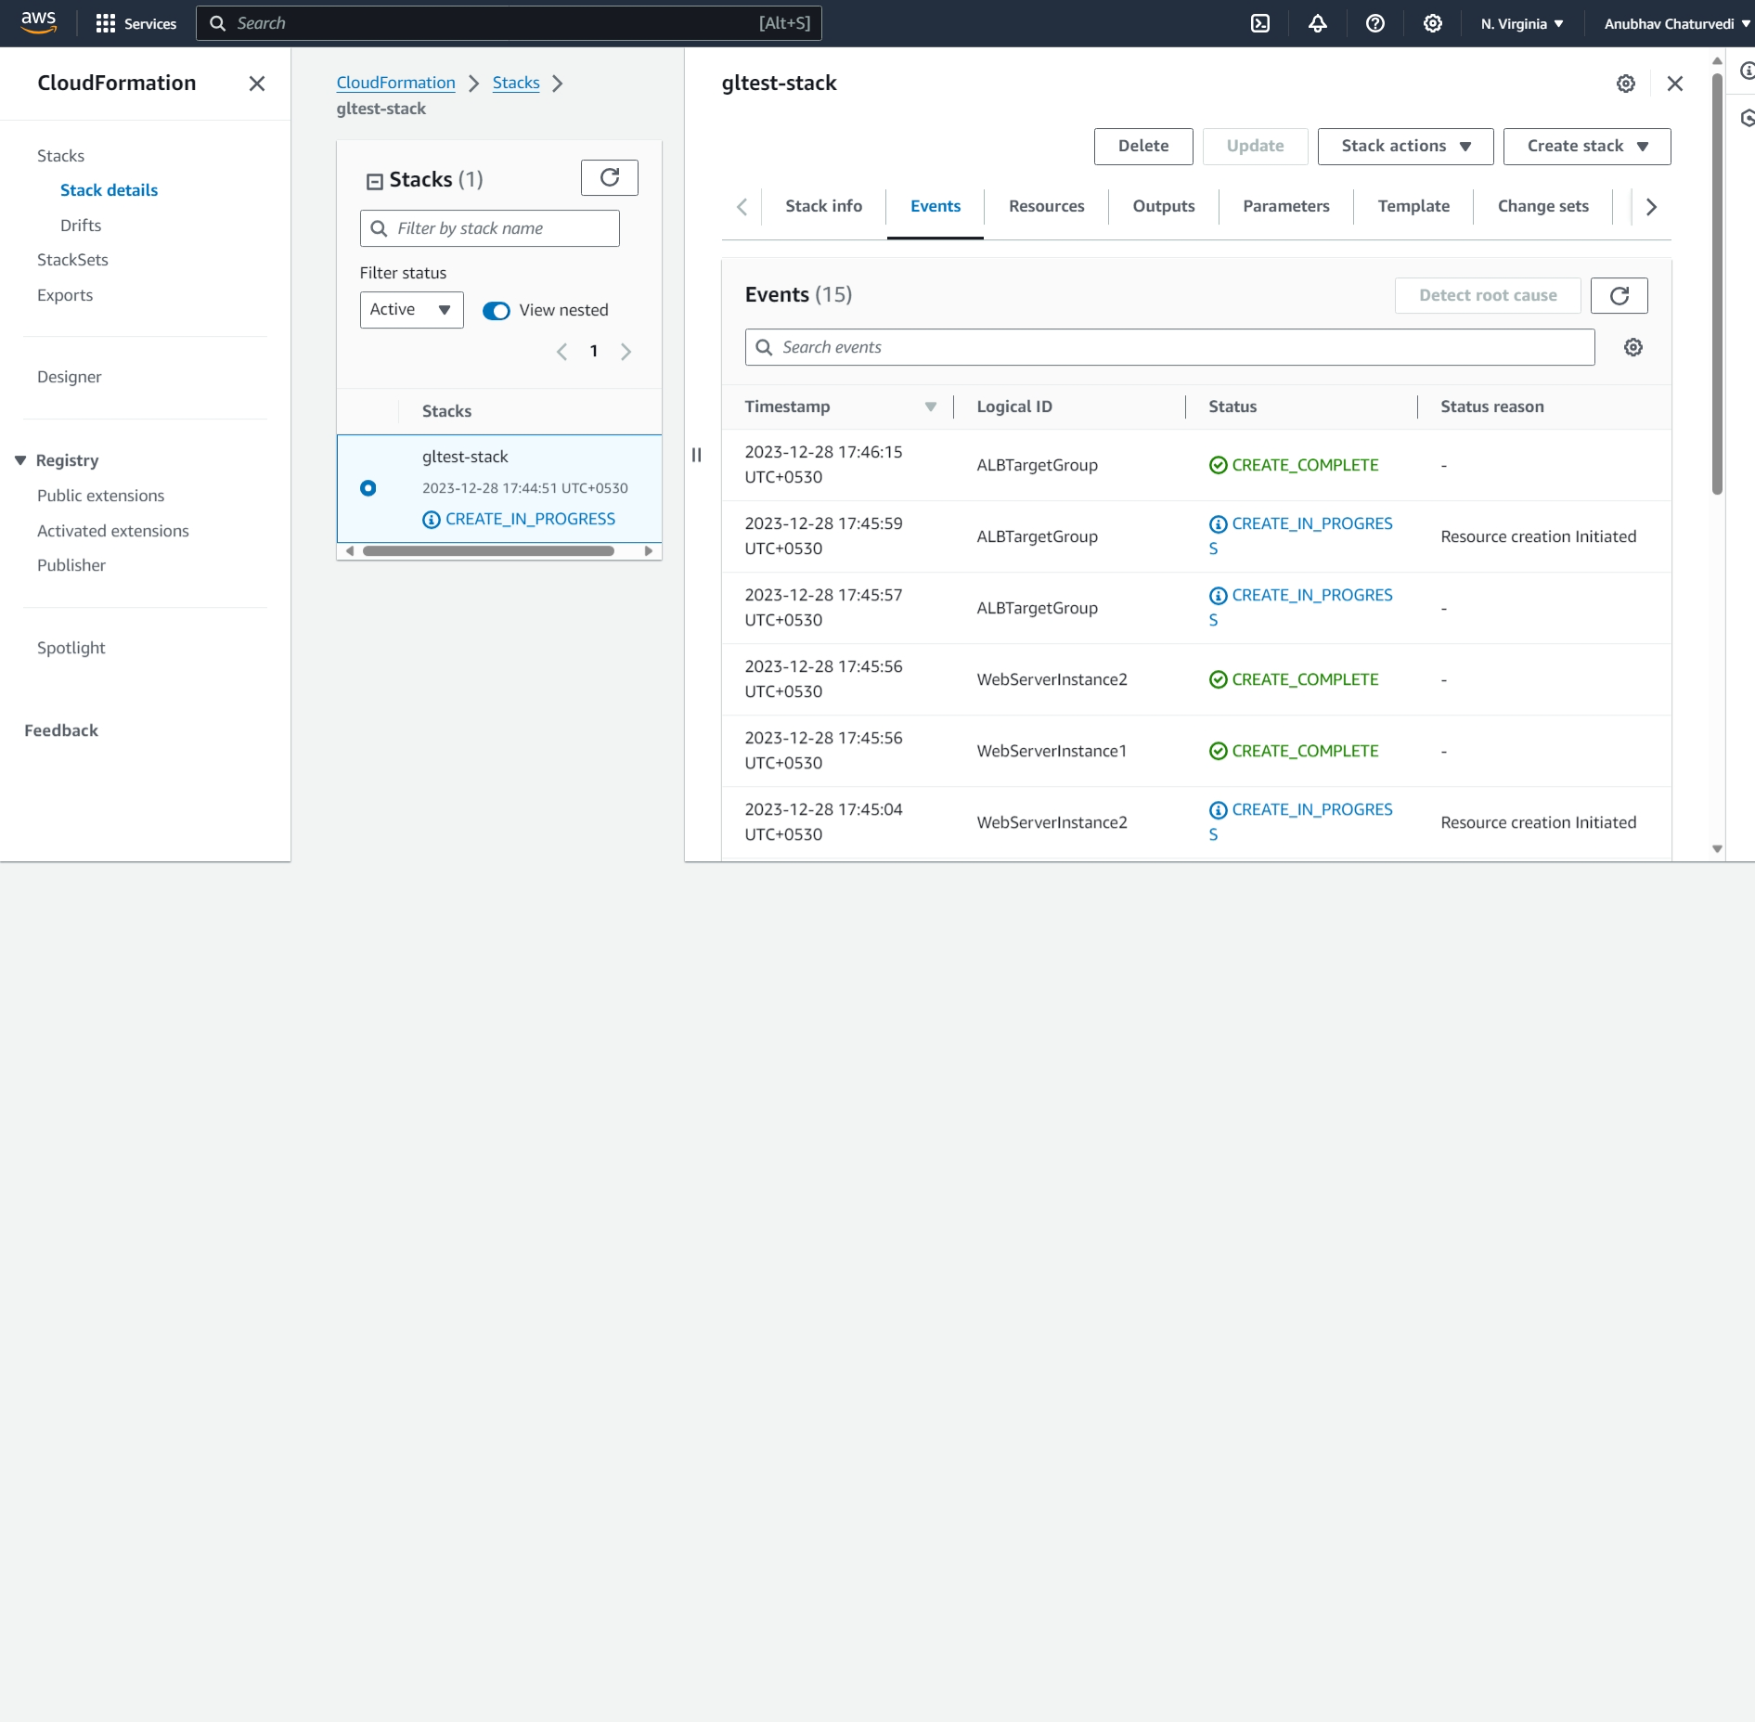 aws
Services
Search
[Alt+S]
N. Virginia
Anubhav Chaturvedi
CloudFormation
Stacks
Stack details
Drifts
StackSets
Exports
Designer
Registry
Public extensions
Activated extensions
Publisher
Spotlight
Feedback
CloudFormation
Stacks
gltest-stack
Stacks (1)
Filter by stack name
Filter status
Active
View nested
1
Stacks
gltest-stack
2023-12-28 17:44:51 UTC+0530
CREATE_IN_PROGRESS
gltest-stack
Delete
Update
Stack actions
Create stack
Stack info
Events
Resources
Outputs
Parameters
Template
Change sets
Events (15)
Detect root cause
Search events
Timestamp
Logical ID
Status
Status reason
2023-12-28 17:46:15
UTC+0530
ALBTargetGroup
CREATE_COMPLETE
-
2023-12-28 17:45:59
UTC+0530
ALBTargetGroup
CREATE_IN_PROGRES
S
Resource creation Initiated
2023-12-28 17:45:57
UTC+0530
ALBTargetGroup
CREATE_IN_PROGRES
S
-
2023-12-28 17:45:56
UTC+0530
WebServerInstance2
CREATE_COMPLETE
-
2023-12-28 17:45:56
UTC+0530
WebServerInstance1
CREATE_COMPLETE
-
2023-12-28 17:45:04
UTC+0530
WebServerInstance2
CREATE_IN_PROGRES
S
Resource creation Initiated